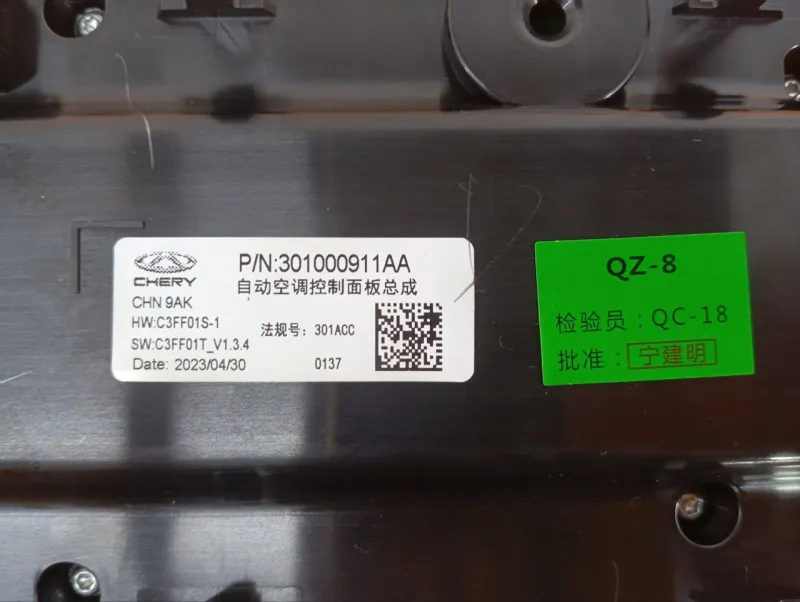 CHERY
P/N:301000911AA
自动空调控制面板总成
CHN 9AK
HW:C3FF01S-1
法规号: 301ACC
SW:C3FF01T_V1.3.4
Date: 2023/04/30
0137
QZ-8
检验员：QC-18
批准：宁建明